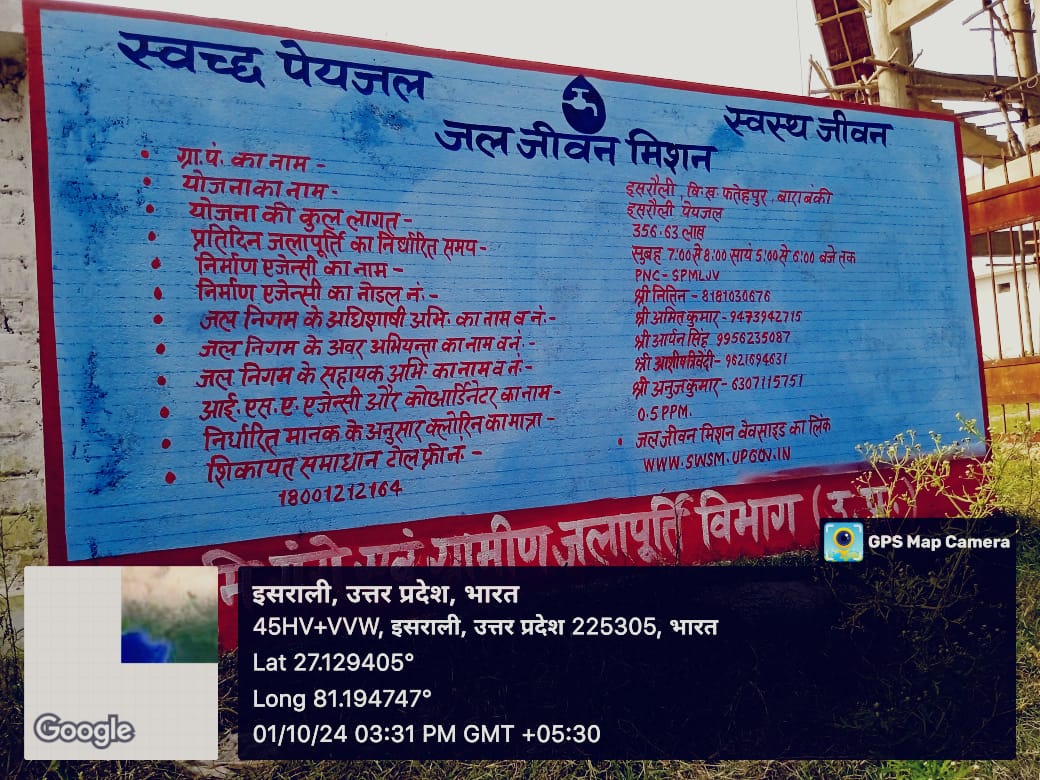 स्वच्छ पेयजल
जल जीवन मिशन
स्वस्थ जीवन
• ग्रा.पं. का नाम -
• योजना का नाम -
• योजना की कुल लागत -
• प्रतिदिन जलापूर्ति का निर्धारित समय -
• निर्माण एजेन्सी का नाम -
• निर्माण एजेन्सी का नोडल नं. -
• जल निगम के अधिशाषी अभि. का नाम व नं. -
• जल निगम के अवर अभियन्ता का नाम व नं. -
• जल निगम के सहायक अभि. का नाम व नं. -
• आई. एस. ए. एजेन्सी और कोआर्डिनेटर का नाम -
• निर्धारित मानक के अनुसार क्लोरिन का मात्रा -
• शिकायत समाधान टोल फ्री नं. -
18001212164
इसरौली, वि.ख. फतेहपुर, बाराबंकी
इसरौली पेयजल
356.63 लाख
सुबह 7:00 से 8:00 सायं 5:00 से 6:00 बजे तक
PNC-SPMLJV
श्री नितिन - 8181030676
श्री अमित कुमार - 9473942715
श्री आर्यन सिंह 9956235087
श्री आशीष त्रिवेदी - 9621694631
श्री अनुज कुमार - 6307115751
0.5 PPM.
• जल जीवन मिशन वेवसाइड का लिंक
WWW.SWSM.UPGOV.IN
एवं ग्रामीण जलापूर्ति विभाग (उ.प्र.)
GPS Map Camera
इसराली, उत्तर प्रदेश, भारत
45HV+VVW, इसराली, उत्तर प्रदेश 225305, भारत
Lat 27.129405°
Long 81.194747°
01/10/24 03:31 PM GMT +05:30
Google